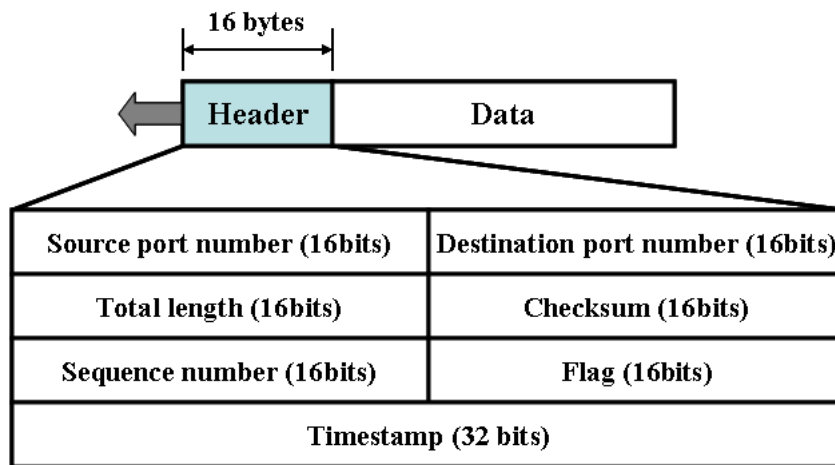 16 bytes
Header
Data
Source port number (16bits)
Destination port number (16bits)
Total length (16bits)
Checksum (16bits)
Sequence number (16bits)
Flag (16bits)
Timestamp (32 bits)